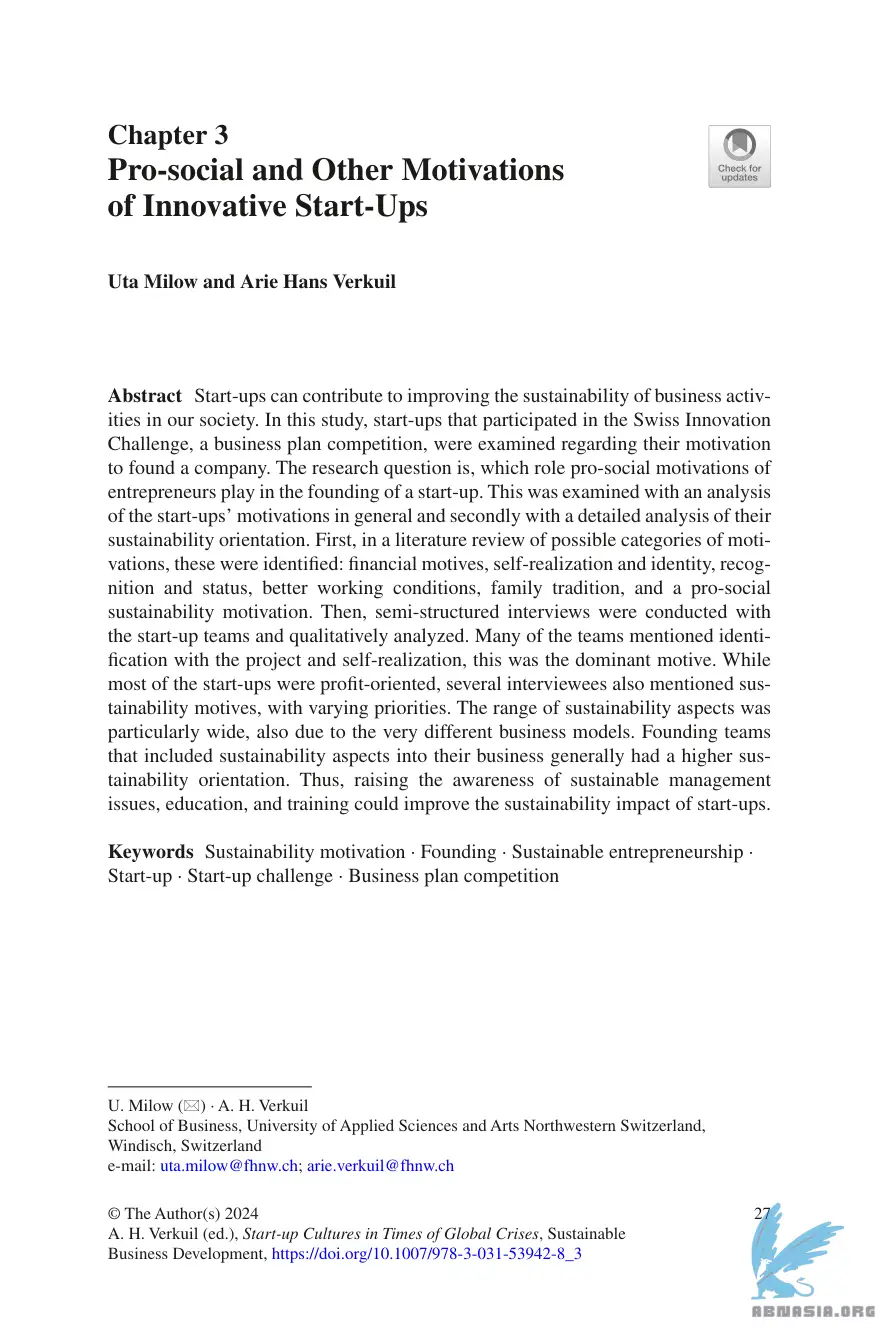 Chapter 3
Pro-social and Other Motivations
of Innovative Start-Ups
Check for
updates
Uta Milow and Arie Hans Verkuil
Abstract Start-ups can contribute to improving the sustainability of business activ-
ities in our society. In this study, start-ups that participated in the Swiss Innovation
Challenge, a business plan competition, were examined regarding their motivation
to found a company. The research question is, which role pro-social motivations of
entrepreneurs play in the founding of a start-up. This was examined with an analysis
of the start-ups’ motivations in general and secondly with a detailed analysis of their
sustainability orientation. First, in a literature review of possible categories of moti-
vations, these were identified: financial motives, self-realization and identity, recog-
nition and status, better working conditions, family tradition, and a pro-social
sustainability motivation. Then, semi-structured interviews were conducted with
the start-up teams and qualitatively analyzed. Many of the teams mentioned identi-
fication with the project and self-realization, this was the dominant motive. While
most of the start-ups were profit-oriented, several interviewees also mentioned sus-
tainability motives, with varying priorities. The range of sustainability aspects was
particularly wide, also due to the very different business models. Founding teams
that included sustainability aspects into their business generally had a higher sus-
tainability orientation. Thus, raising the awareness of sustainable management
issues, education, and training could improve the sustainability impact of start-ups.
Keywords Sustainability motivation · Founding · Sustainable entrepreneurship ·
Start-up · Start-up challenge · Business plan competition
U. Milow (✉) · A. H. Verkuil
School of Business, University of Applied Sciences and Arts Northwestern Switzerland,
Windisch, Switzerland
e-mail: uta.milow@fhnw.ch; arie.verkuil@fhnw.ch
© The Author(s) 2024 27
A. H. Verkuil (ed.), Start-up Cultures in Times of Global Crises, Sustainable
Business Development, https://doi.org/10.1007/978-3-031-53942-8_3
ABNASIA.ORG